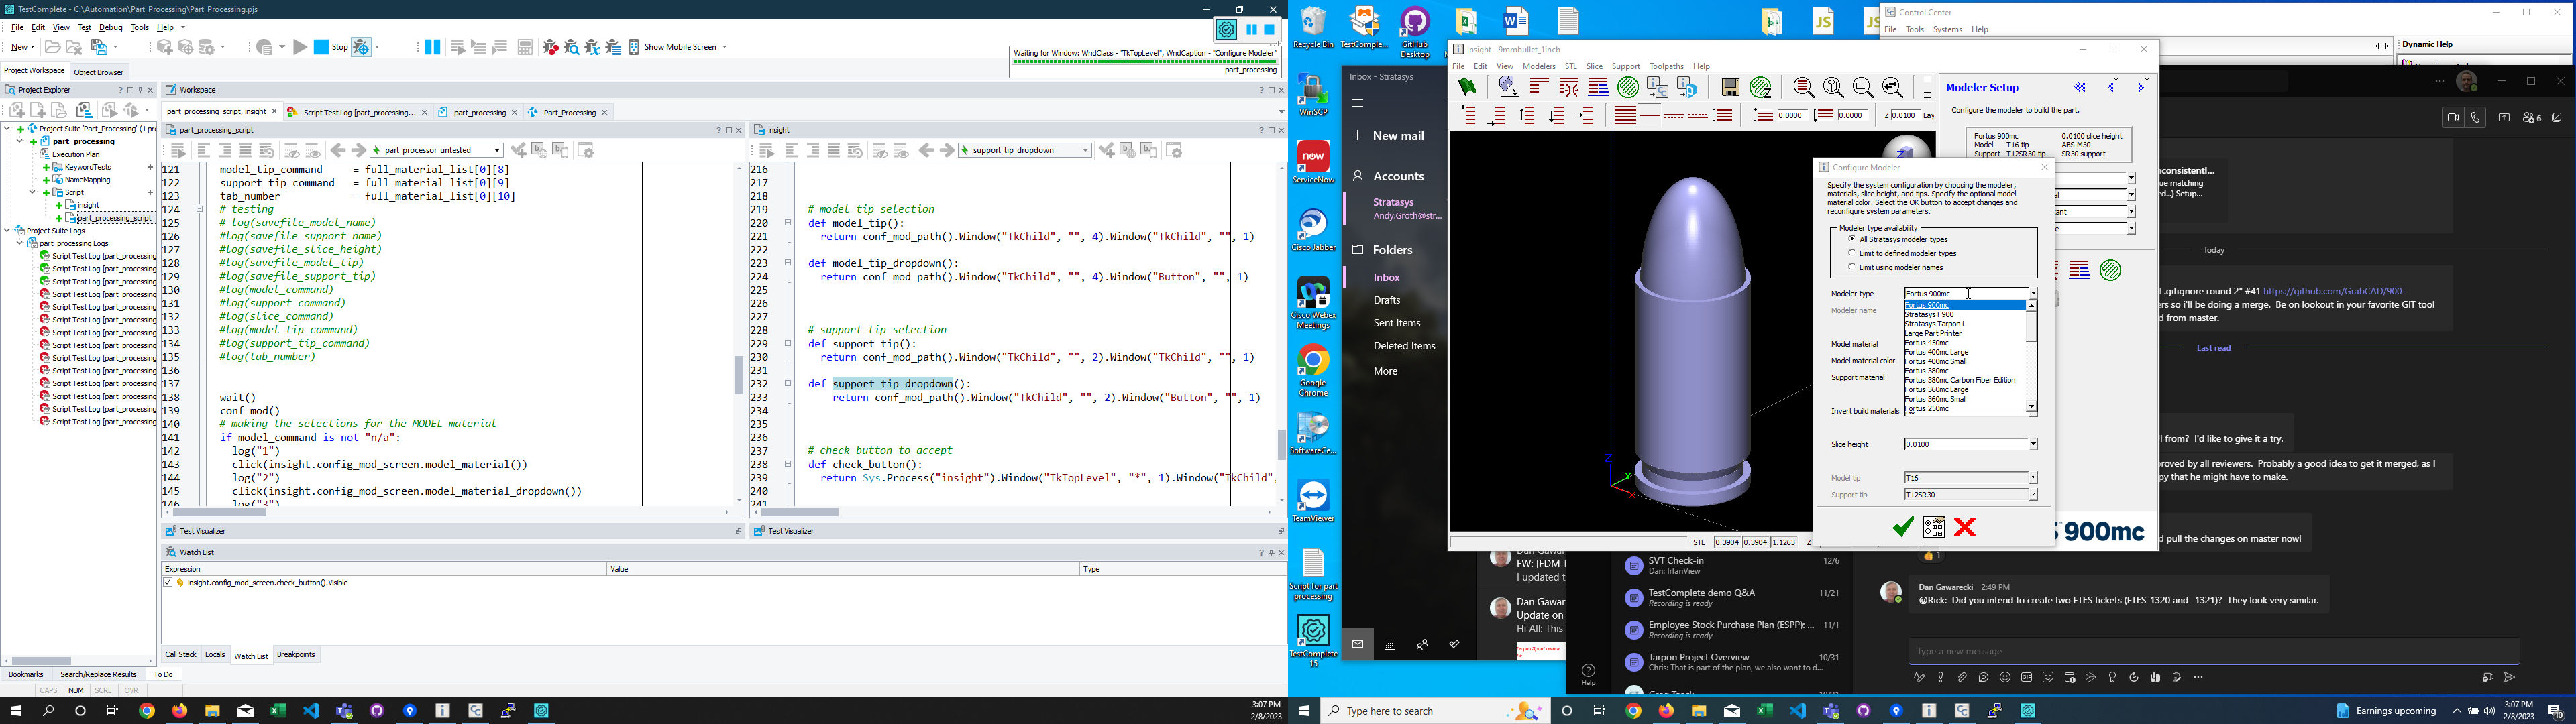 TestComplete - C:\Automation\Part_Processing\Part_Processing.pjs
File Edit View Test Debug Tools Help
New
Stop
Show Mobile Screen
Waiting for Window: WndClass - "TkTopLevel", WndCaption - "Configure Modeler"
part_processing
Project Workspace Object Browser
Project Explorer
Project Suite 'Part_Processing' (1 pro
part_processing
Execution Plan
KeywordTests
NameMapping
Script
insight
part_processing_script
Project Suite Logs
part_processing Logs
Script Test Log [part_processing
Script Test Log [part_processing
Script Test Log [part_processing
Script Test Log [part_processing
Script Test Log [part_processing
Script Test Log [part_processing
Script Test Log [part_processing
Script Test Log [part_processing
Script Test Log [part_processing
Script Test Log [part_processing
Script Test Log [part_processing
Script Test Log [part_processing
Script Test Log [part_processing
Script Test Log [part_processing
Bookmarks Search/Replace Results To Do
CAPS NUM SCRL OVR
Workspace
part_processing_script, insight Script Test Log [part_processing... part_processing Part_Processing
part_processing_script
part_processor_untested
121 model_tip_command = full_material_list[0][8]
122 support_tip_command = full_material_list[0][9]
123 tab_number = full_material_list[0][10]
124 # testing
125 # log(savefile_model_name)
126 #log(savefile_support_name)
127 #log(savefile_slice_height)
128 #log(savefile_model_tip)
129 #log(savefile_support_tip)
130 #log(model_command)
131 #log(support_command)
132 #log(slice_command)
133 #log(model_tip_command)
134 #log(support_tip_command)
135 #log(tab_number)
136
137
138 wait()
139 conf_mod()
140 # making the selections for the MODEL material
141 if model_command is not "n/a":
142 log("1")
143 click(insight.config_mod_screen.model_material())
144 log("2")
145 click(insight.config_mod_screen.model_material_dropdown())
146 log("3")
insight
support_tip_dropdown
216
217
218
219 # model tip selection
220 def model_tip():
221 return conf_mod_path().Window("TkChild", "", 4).Window("TkChild", "", 1)
222
223 def model_tip_dropdown():
224 return conf_mod_path().Window("TkChild", "", 4).Window("Button", "", 1)
225
226
227
228 # support tip selection
229 def support_tip():
230 return conf_mod_path().Window("TkChild", "", 2).Window("TkChild", "", 1)
231
232 def support_tip_dropdown():
233 return conf_mod_path().Window("TkChild", "", 2).Window("Button", "", 1)
234
235
236
237 # check button to accept
238 def check_button():
239 return Sys.Process("insight").Window("TkTopLevel", "*", 1).Window("TkChild",
240
241
Test Visualizer
Test Visualizer
Watch List
Expression Value Type
insight.config_mod_screen.check_button().Visible
Call Stack Locals Watch List Breakpoints
3:07 PM
2/8/2023
Recycle Bin
TestComple...
GitHub Desktop
WinSCP
ServiceNow
Cisco Jabber
Cisco Webex Meetings
Google Chrome
SoftwareCe...
TeamViewer
Script for part processing
TestComplete 15
Inbox - Stratasys
New mail
Accounts
Stratasys
Andy.Groth@str...
Folders
Inbox
Drafts
Sent Items
Deleted Items
More
Insight - 9mmbullet_1inch
File Edit View Modelers STL Slice Support Toolpaths Help
0.0000 0.0000 Z 0.0100 Lay
Modeler Setup
Configure the modeler to build the part.
Fortus 900mc 0.0100 slice height
Model T16 tip ABS-M30
Support T12SR30 tip SR30 support
Configure Modeler
Specify the system configuration by choosing the modeler,
materials, slice height, and tips. Specify the optional model
material color. Select the OK button to accept changes and
reconfigure system parameters.
Modeler type availability
All Stratasys modeler types
Limit to defined modeler types
Limit using modeler names
Modeler type Fortus 900mc
Modeler name
Fortus 900mc
Stratasys F900
Stratasys Tarpon1
Large Part Printer
Fortus 450mc
Fortus 400mc Large
Fortus 400mc Small
Fortus 380mc
Fortus 380mc Carbon Fiber Edition
Fortus 360mc Large
Fortus 360mc Small
Fortus 250mc
Model material
Model material color
Support material
Invert build materials
Slice height 0.0100
Model tip T16
Support tip T12SR30
900mc
STL 0.3904 0.3904 1.1263 Z
Z
Y
X
Control Center
File Tools Systems Help
Dynamic Help
6
Today
.gitignore round 2" #41 https://github.com/GrabCAD/900-
rs so i'll be doing a merge. Be on lookout in your favorite GIT tool
d from master.
Last read
l from? I'd like to give it a try.
roved by all reviewers. Probably a good idea to get it merged, as I
py that he might have to make.
d pull the changes on master now!
1
Dan Gawarecki 2:49 PM
@Rick: Did you intend to create two FTES tickets (FTES-1320 and -1321)? They look very similar.
Type a new message
Dan Gawarec
FW: [FDM T
I updated t
Dan Gawar
Update on
Hi All: This
SVT Check-in 12/6
Dan: IrfanView
TestComplete demo Q&A 11/21
Recording is ready
Employee Stock Purchase Plan (ESPP): ... 11/1
Recording is ready
Tarpon Project Overview 10/31
Chris: That is part of the plan, we also want to d...
Help
Type here to search
Earnings upcoming
3:07 PM
2/8/2023